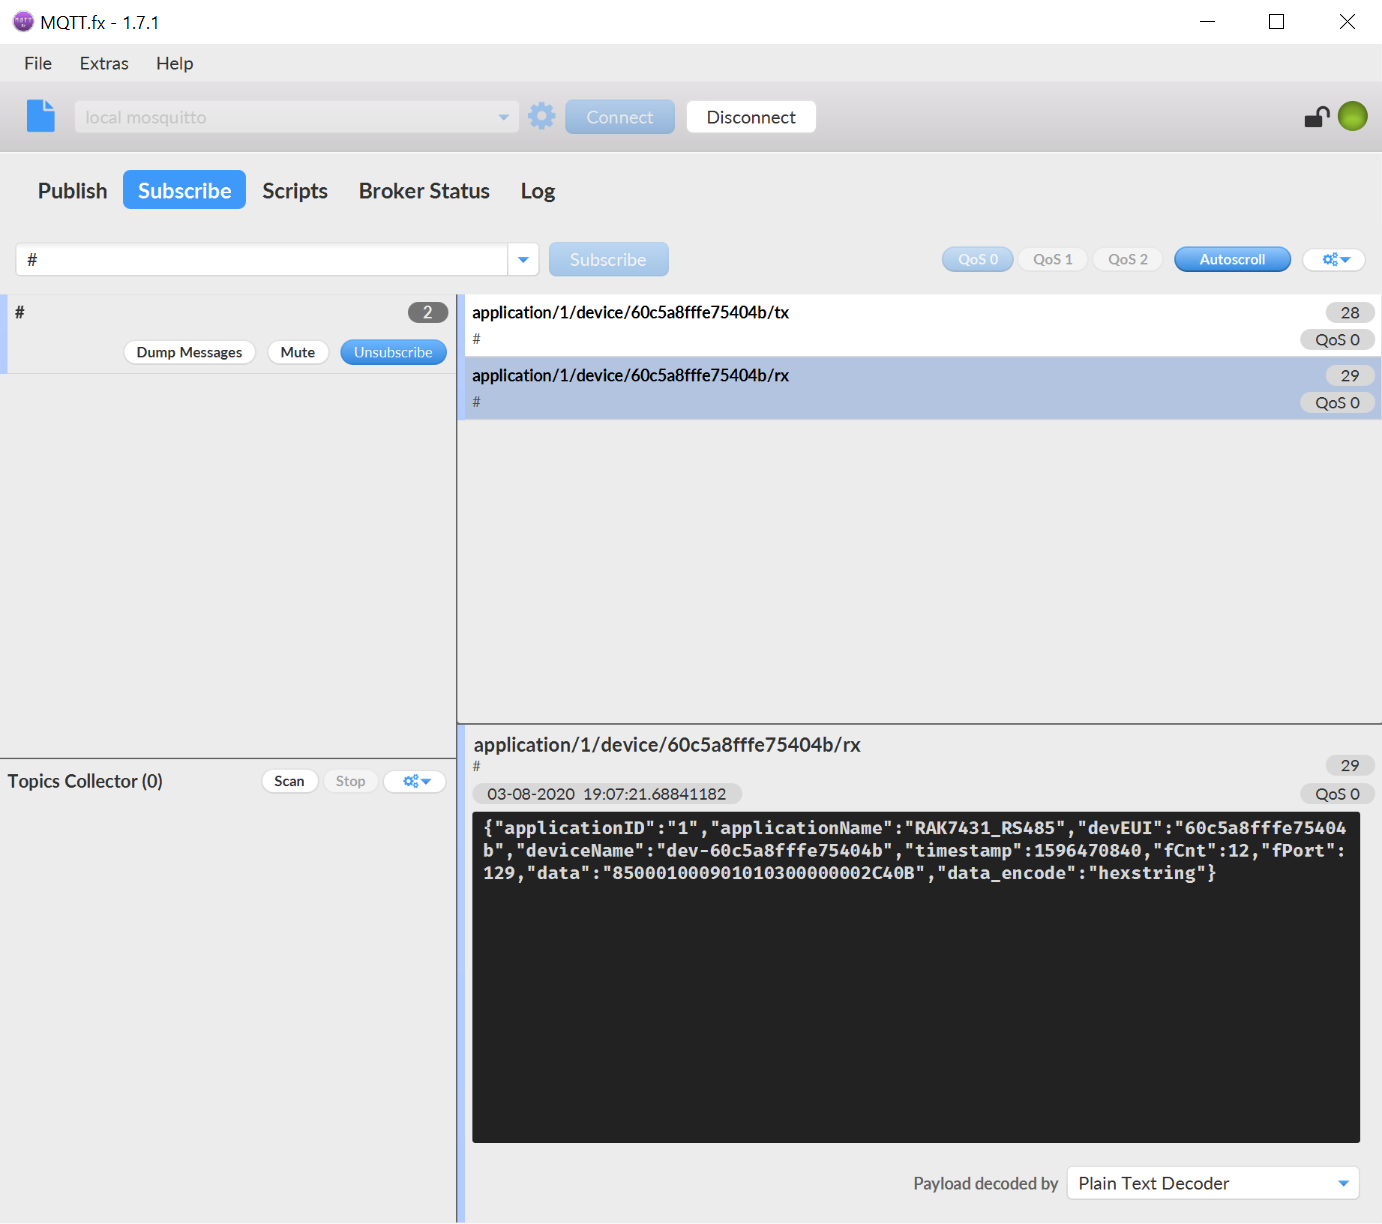 MQTT.fx - 1.7.1
File Extras Help
local mosquitto Connect Disconnect
Publish Subscribe Scripts Broker Status Log
# Subscribe QoS 0 QoS 1 QoS 2 Autoscroll
# 2
Dump Messages Mute Unsubscribe
application/1/device/60c5a8fffe75404b/tx 28
# QoS 0
application/1/device/60c5a8fffe75404b/rx 29
# QoS 0
Topics Collector (0) Scan Stop
application/1/device/60c5a8fffe75404b/rx
# 29
03-08-2020 19:07:21.68841182 QoS 0
{"applicationID":"1","applicationName":"RAK7431_RS485","devEUI":"60c5a8fffe75404
b","deviceName":"dev-60c5a8fffe75404b","timestamp":1596470840,"fCnt":12,"fPort":
129,"data":"850001000901010300000002C40B","data_encode":"hexstring"}
Payload decoded by Plain Text Decoder